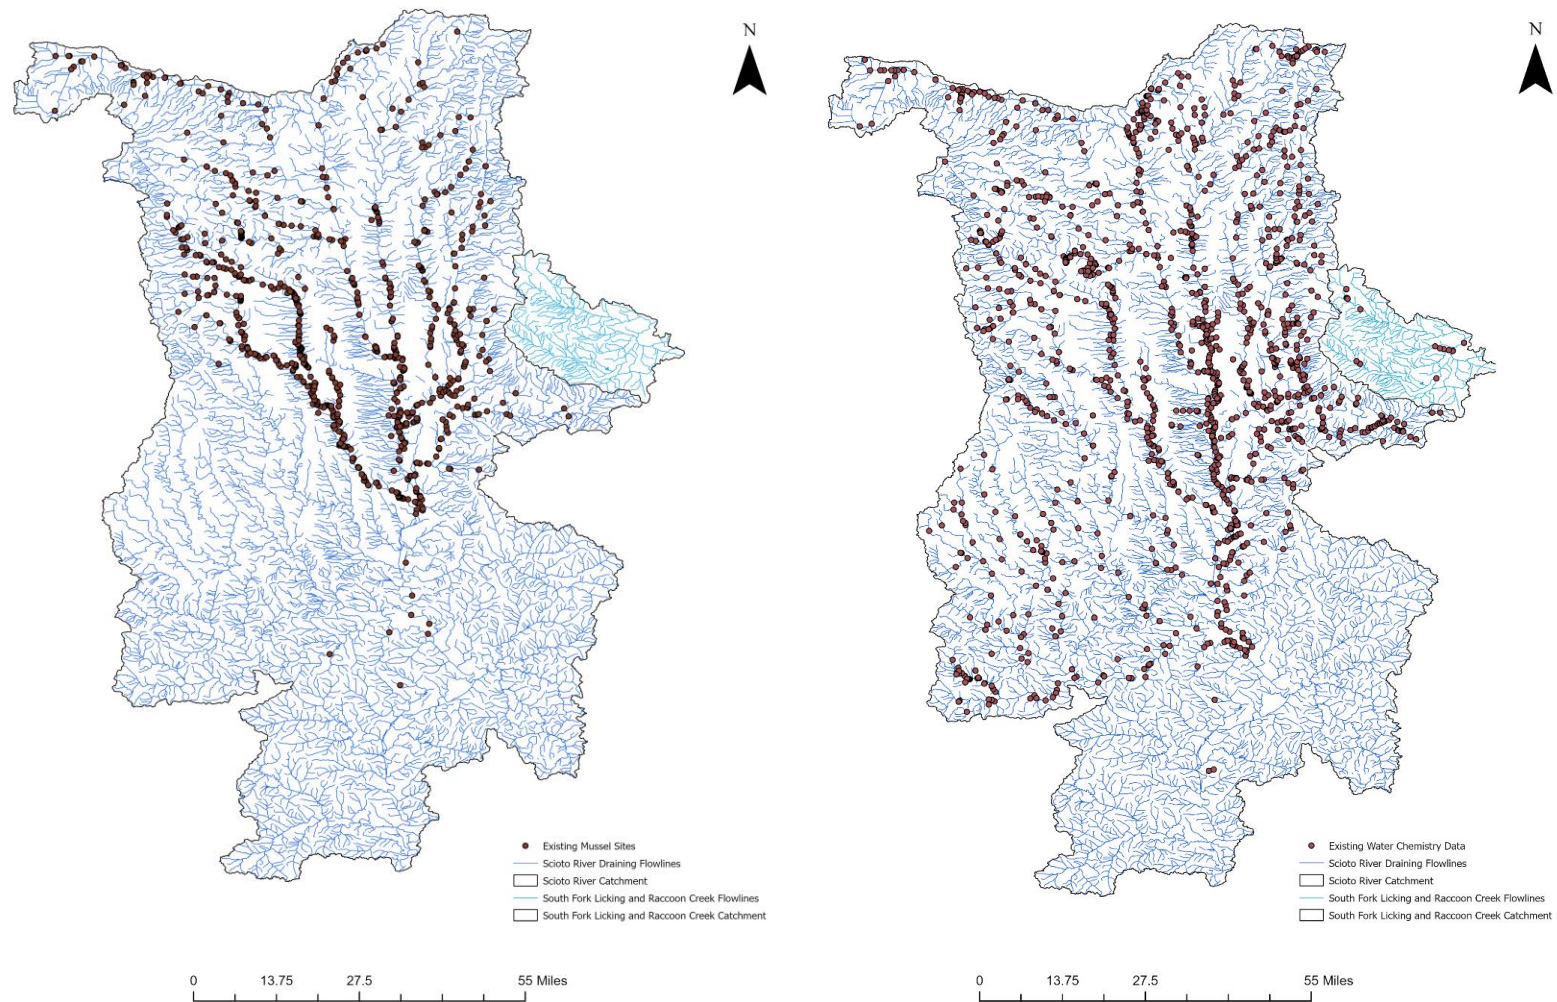 N
Existing Mussel Sites
Scioto River Draining Flowlines
Scioto River Catchment
South Fork Licking and Raccoon Creek Flowlines
South Fork Licking and Raccoon Creek Catchment
0 13.75 27.5 55 Miles
N
Existing Water Chemistry Data
Scioto River Draining Flowlines
Scioto River Catchment
South Fork Licking and Raccoon Creek Flowlines
South Fork Licking and Raccoon Creek Catchment
0 13.75 27.5 55 Miles